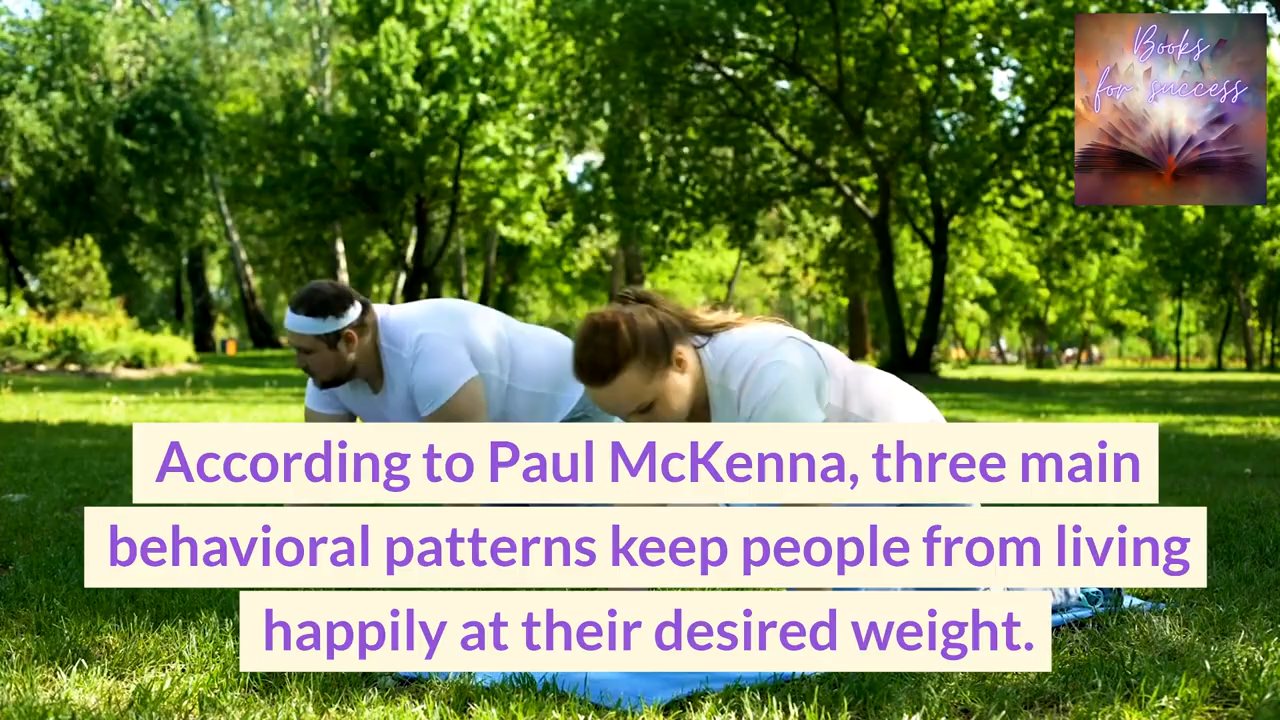 Books
for success
According to Paul McKenna, three main
behavioral patterns keep people from living
happily at their desired weight.